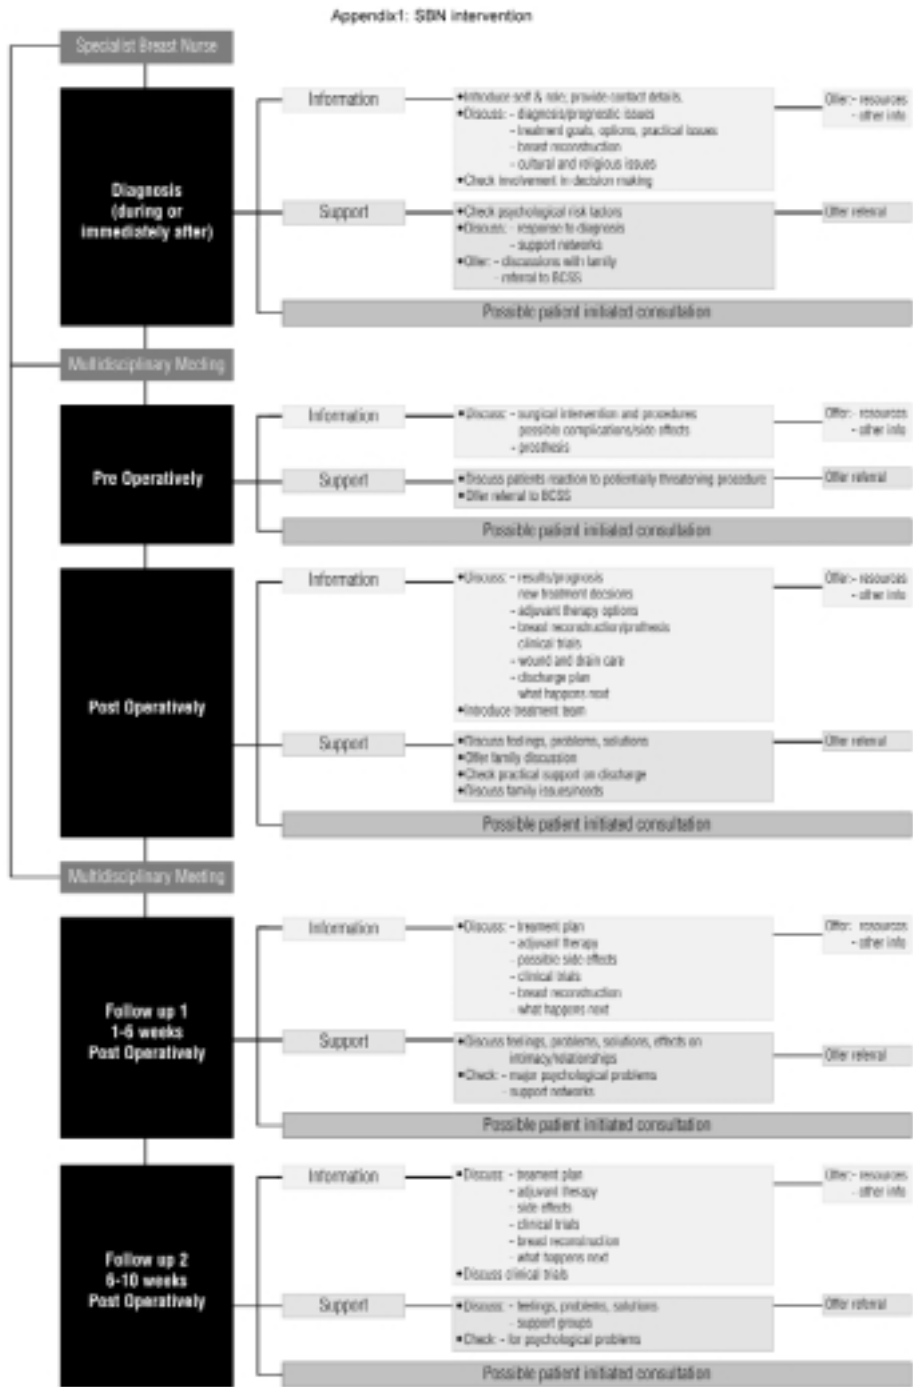 Appendix1: SBN intervention
Specialist Breast Nurse
Diagnosis
(during or
immediately after)
Information
•Introduce self & role; provide contact details.
•Discuss: - diagnosis/prognostic issues
- treatment goals, options, practical issues
- breast reconstruction
- cultural and religious issues
•Check involvement in decision making
Offer:- resources
- other info
Support
•Check psychological risk factors
•Discuss: - response to diagnosis
- support networks
•Offer: - discussions with family
- referral to BCSS
Offer referral
Possible patient initiated consultation
Multidisciplinary Meeting
Pre Operatively
Information
•Discuss: - surgical intervention and procedures
possible complications/side effects
- prosthesis
Offer:- resources
- other info
Support
•Discuss patients reaction to potentially threatening procedure
•Offer referral to BCSS
Offer referral
Possible patient initiated consultation
Post Operatively
Information
•Discuss: - results/prognosis
new treatment decsions
- adjuvant therapy options
- breast reconstruction/prothesis
clinical trials
- wound and drain care
- discharge plan
what happens next
•Introduce treatment team
Offer:- resources
- other info
Support
•Discuss feelings, problems, solutions
•Offer family discussion
•Check practical support on discharge
•Discuss family issues/needs
Offer referral
Possible patient initiated consultation
Multidisciplinary Meeting
Follow up 1
1-6 weeks
Post Operatively
Information
•Discuss: - treament plan
- adjuvant therapy
- possible side effects
- clinical trials
- breast reconstruction
- what happens next
Offer:- resources
- other info
Support
•Discuss feelings, problems, solutions, effects on
intimacy/relationships
•Check: - major psychological problems
- support networks
Offer referral
Possible patient initiated consultation
Follow up 2
6-10 weeks
Post Operatively
Information
•Discuss: - treament plan
- adjuvant therapy
- side effects
- clinical trials
- breast reconstruction
- what happens next
•Discuss clinical trials
Offer:- resources
- other info
Support
•Discuss: - feelings, problems, solutions
- support groups
•Check: - for psychological problems
Offer referral
Possible patient initiated consultation